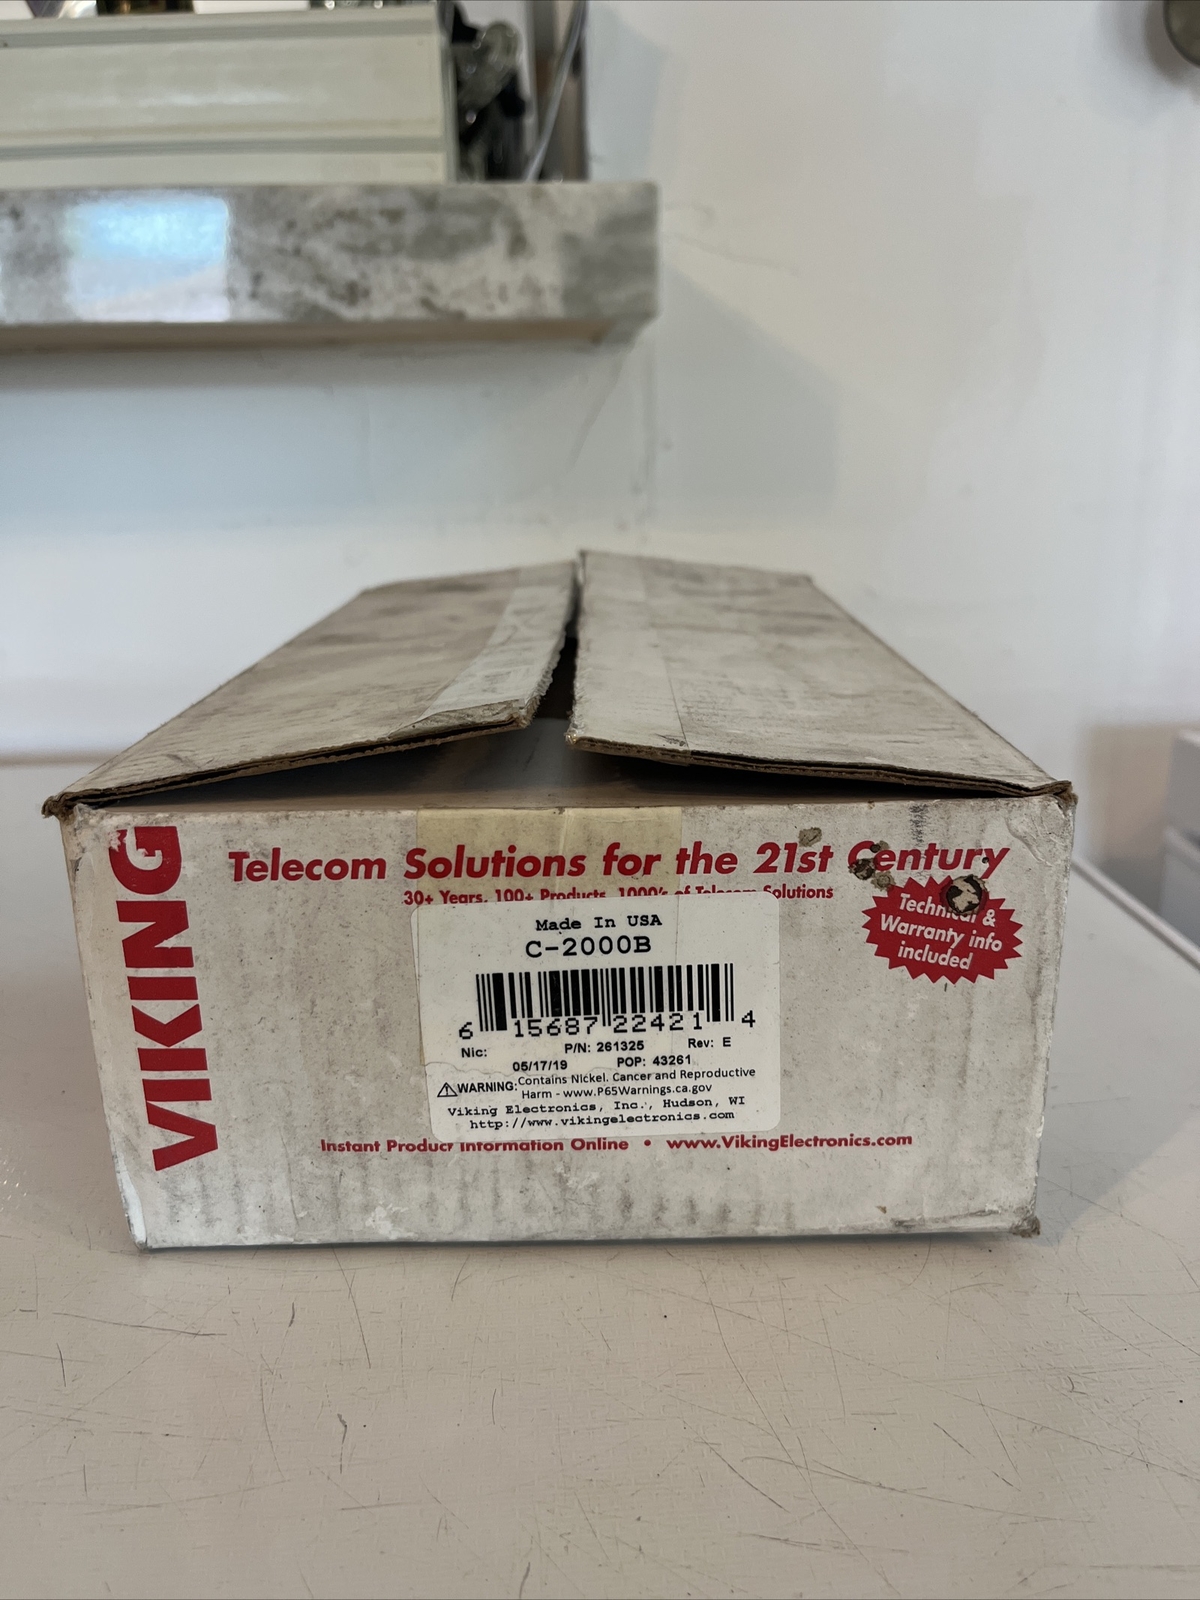 VIKING
Telecom Solutions for the 21st Century
30+ Years, 100+ Products, 1000's of Telecom Solutions
Technical &
Warranty info
included
Made In USA
C-2000B
6 15687 22421 4
Nic: P/N: 261325 Rev: E
05/17/19 POP: 43261
WARNING: Contains Nickel. Cancer and Reproductive
Harm - www.P65Warnings.ca.gov
Viking Electronics, Inc., Hudson, WI
http://www.vikingelectronics.com
Instant Product Information Online • www.VikingElectronics.com